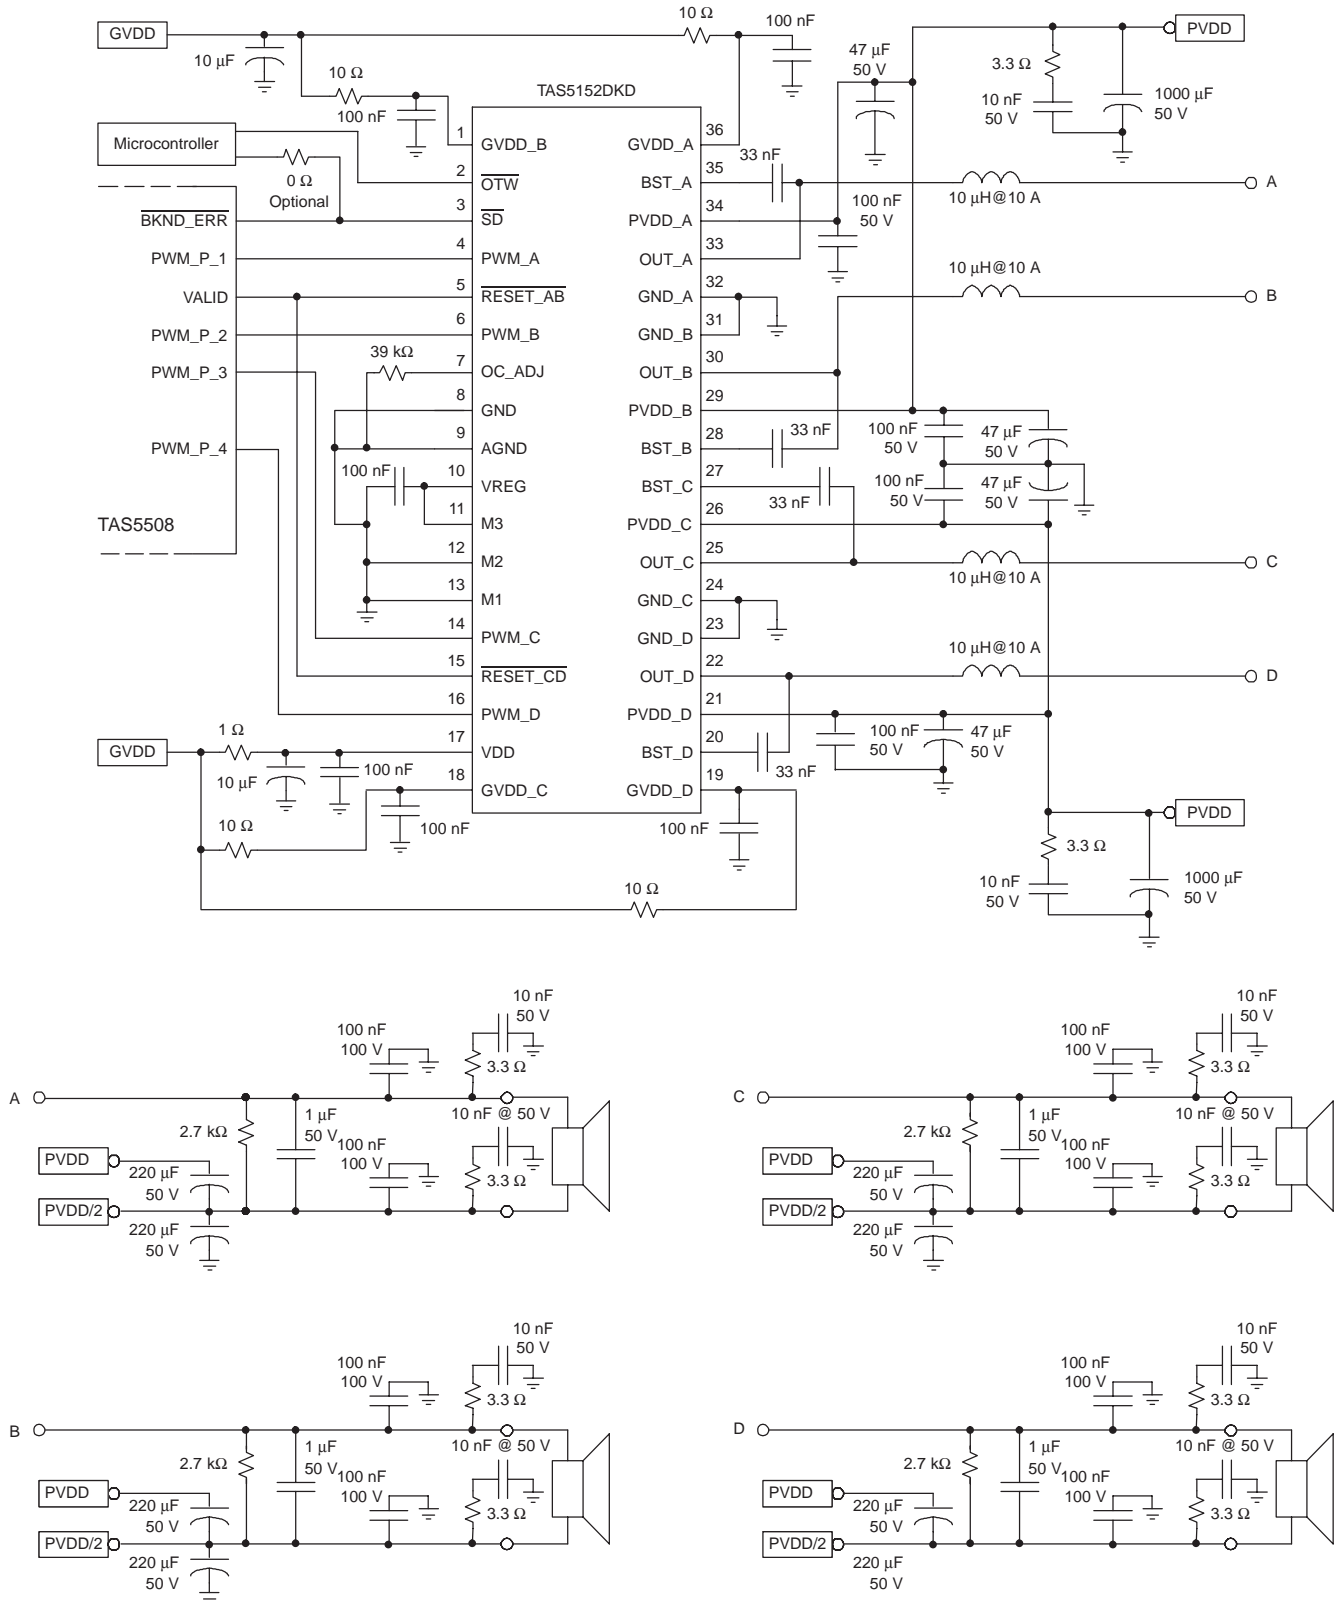 GVDD
10 Ω
100 nF
PVDD
10 μF
47 μF
50 V
3.3 Ω
10 Ω
100 nF
TAS5152DKD
10 nF
50 V
1000 μF
50 V
Microcontroller
0 Ω
Optional
1
GVDD_B
36
GVDD_A
33 nF
2
OTW
35
BST_A
10 μH@10 A
A
BKND_ERR
3
SD
34
PVDD_A
100 nF
50 V
PWM_P_1
4
PWM_A
33
OUT_A
10 μH@10 A
VALID
5
RESET_AB
32
GND_A
B
PWM_P_2
6
PWM_B
31
GND_B
PWM_P_3
39 kΩ
7
OC_ADJ
30
OUT_B
8
GND
29
PVDD_B
PWM_P_4
9
AGND
28
BST_B
33 nF
100 nF
50 V
47 μF
50 V
100 nF
10
VREG
27
BST_C
33 nF
100 nF
50 V
47 μF
50 V
TAS5508
11
M3
26
PVDD_C
12
M2
25
OUT_C
10 μH@10 A
C
13
M1
24
GND_C
14
PWM_C
23
GND_D
10 μH@10 A
15
RESET_CD
22
OUT_D
D
16
PWM_D
21
PVDD_D
100 nF
50 V
47 μF
50 V
GVDD
1 Ω
17
VDD
20
BST_D
33 nF
10 μF
100 nF
18
GVDD_C
19
GVDD_D
10 Ω
100 nF
100 nF
PVDD
3.3 Ω
10 Ω
10 nF
50 V
1000 μF
50 V
10 nF
50 V
100 nF
100 V
3.3 Ω
A
10 nF @ 50 V
2.7 kΩ
1 μF
50 V
100 nF
100 V
PVDD
220 μF
50 V
3.3 Ω
PVDD/2
220 μF
50 V
10 nF
50 V
100 nF
100 V
3.3 Ω
C
10 nF @ 50 V
2.7 kΩ
1 μF
50 V
100 nF
100 V
PVDD
220 μF
50 V
3.3 Ω
PVDD/2
220 μF
50 V
10 nF
50 V
100 nF
100 V
3.3 Ω
B
10 nF @ 50 V
2.7 kΩ
1 μF
50 V
100 nF
100 V
PVDD
220 μF
50 V
3.3 Ω
PVDD/2
220 μF
50 V
10 nF
50 V
100 nF
100 V
3.3 Ω
D
10 nF @ 50 V
2.7 kΩ
1 μF
50 V
100 nF
100 V
PVDD
220 μF
50 V
3.3 Ω
PVDD/2
220 μF
50 V